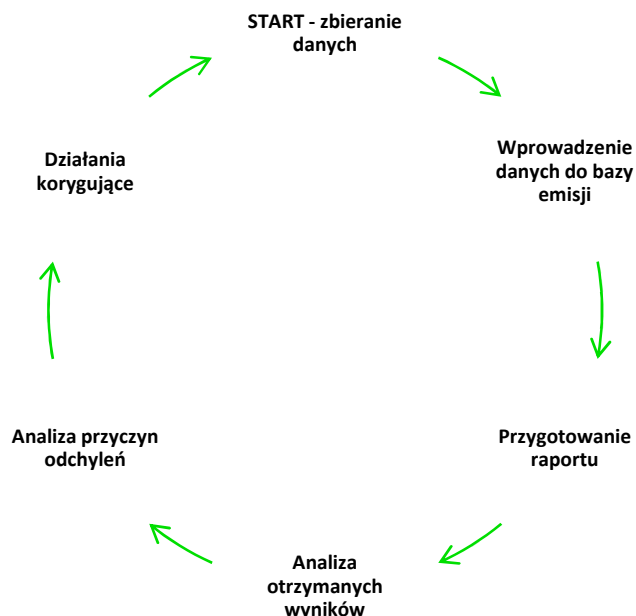 START - zbieranie
danych
Wprowadzenie
danych do bazy
emisji
Przygotowanie
raportu
Analiza
otrzymanych
wyników
Analiza przyczyn
odchyleń
Działania
korygujące